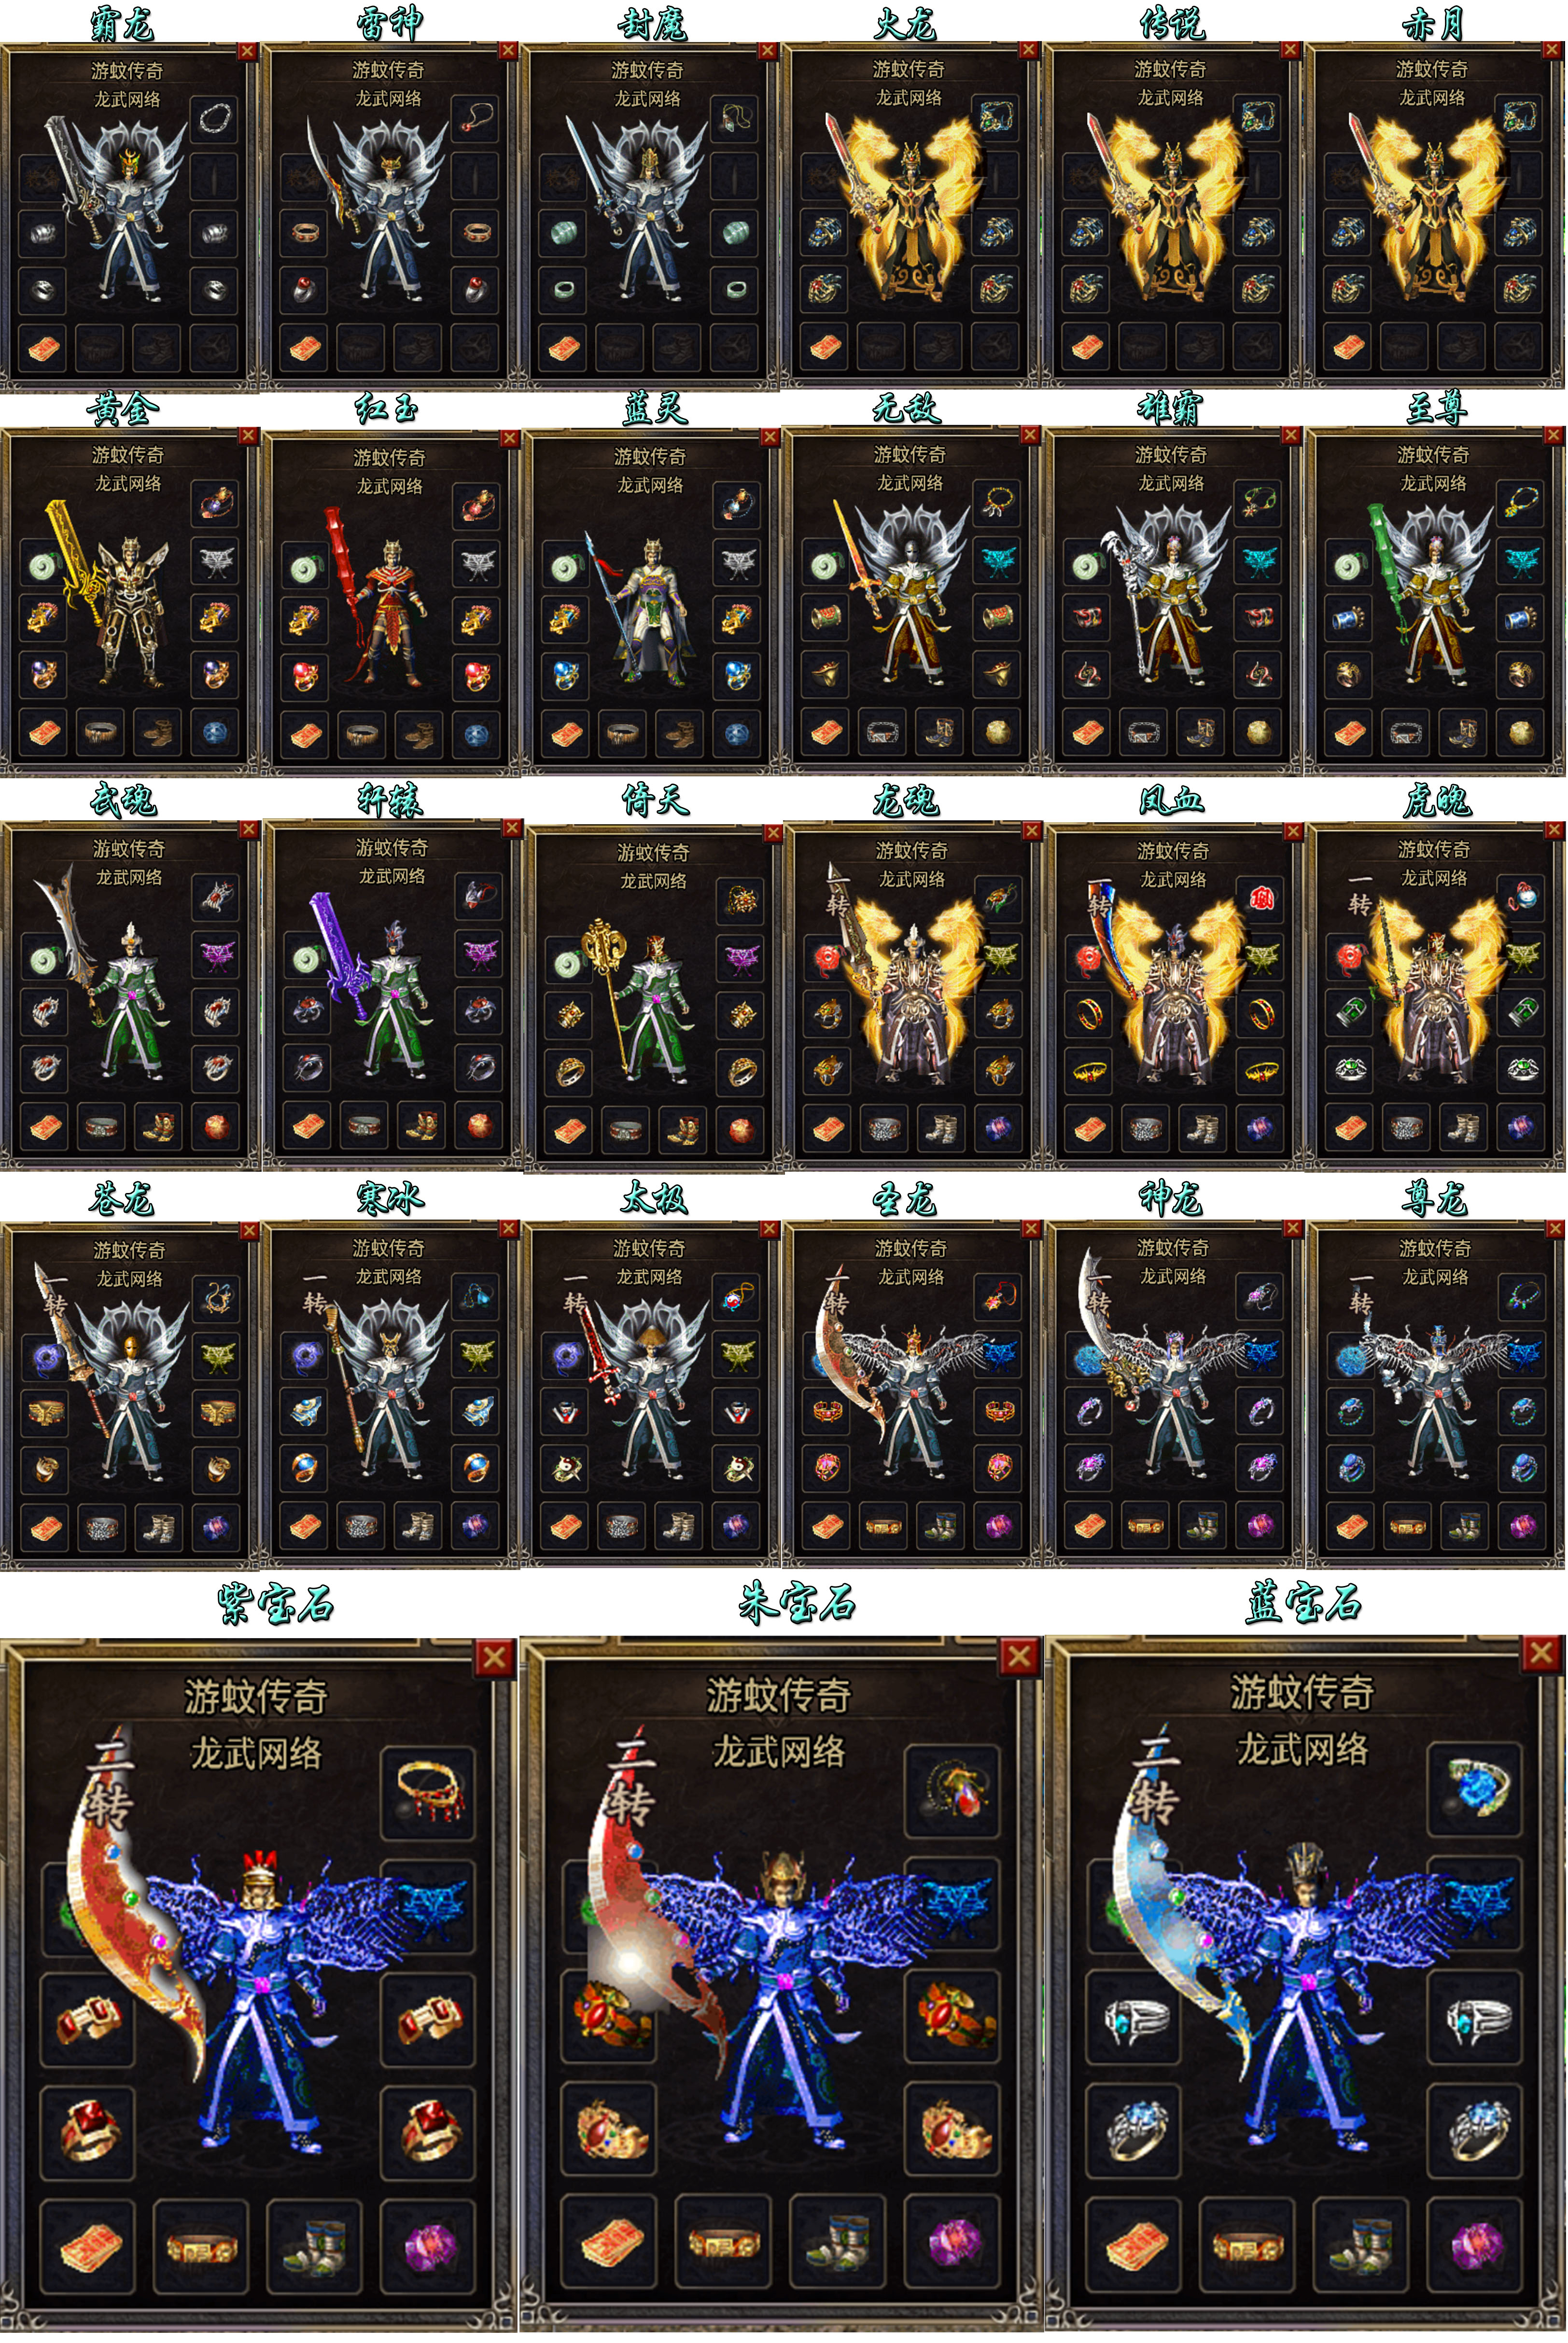 霸龙 雷神 封魔 火龙 传说 赤月
游蚊传奇 游蚊传奇 游蚊传奇 游蚊传奇 游蚊传奇 游蚊传奇
龙武网络 龙武网络 龙武网络 龙武网络 龙武网络 龙武网络
黄金 红玉 蓝灵 无敌 雄霸 至尊
游蚊传奇 游蚊传奇 游蚊传奇 游蚊传奇 游蚊传奇 游蚊传奇
龙武网络 龙武网络 龙武网络 龙武网络 龙武网络 龙武网络
武魂 轩辕 倚天 龙魂 凤血 虎魄
游蚊传奇 游蚊传奇 游蚊传奇 游蚊传奇 游蚊传奇 游蚊传奇
龙武网络 龙武网络 龙武网络 龙武网络 龙武网络 龙武网络
一转 一转 一转
苍龙 寒冰 太极 圣龙 神龙 尊龙
游蚊传奇 游蚊传奇 游蚊传奇 游蚊传奇 游蚊传奇 游蚊传奇
龙武网络 龙武网络 龙武网络 龙武网络 龙武网络 龙武网络
一转 一转 一转 一转 一转 一转
紫宝石 朱宝石 蓝宝石
游蚊传奇 游蚊传奇 游蚊传奇
龙武网络 龙武网络 龙武网络
二转 二转 二转